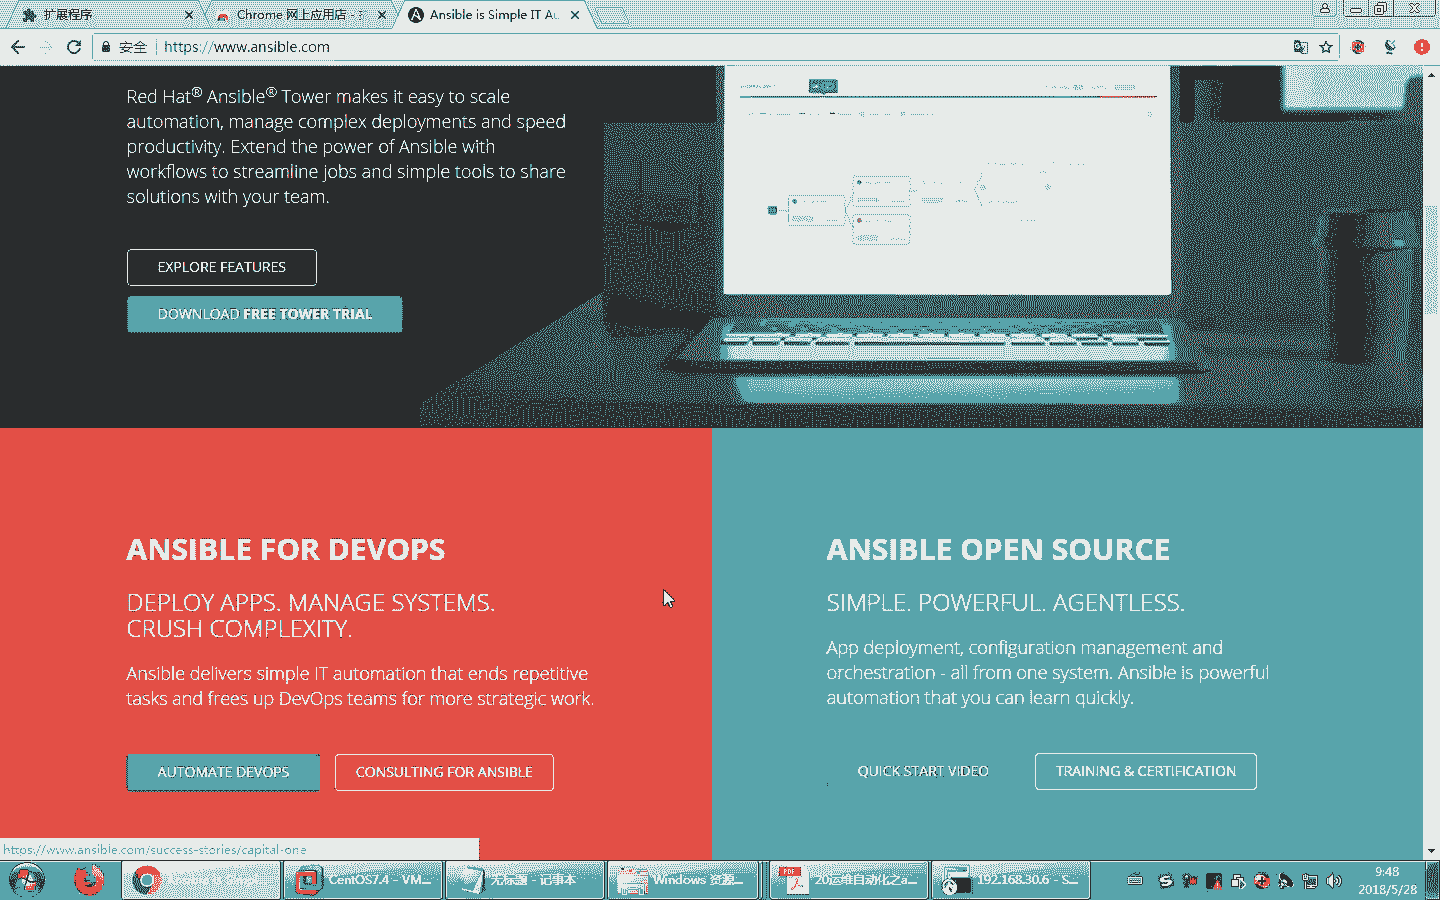 扩展程序
Chrome 网上应用店 -
Ansible is Simple IT Au
安全
https://www.ansible.com
Red Hat® Ansible® Tower makes it easy to scale
automation, manage complex deployments and speed
productivity. Extend the power of Ansible with
workflows to streamline jobs and simple tools to share
solutions with your team.
EXPLORE FEATURES
DOWNLOAD FREE TOWER TRIAL
ANSIBLE FOR DEVOPS
DEPLOY APPS. MANAGE SYSTEMS.
CRUSH COMPLEXITY.
Ansible delivers simple IT automation that ends repetitive
tasks and frees up DevOps teams for more strategic work.
AUTOMATE DEVOPS
CONSULTING FOR ANSIBLE
ANSIBLE OPEN SOURCE
SIMPLE. POWERFUL. AGENTLESS.
App deployment, configuration management and
orchestration - all from one system. Ansible is powerful
automation that you can learn quickly.
QUICK START VIDEO
TRAINING & CERTIFICATION
https://www.ansible.com/success-stories/capital-one
CentOS7.4 - VM...
无标题 - 记事本
Windows 资源...
PDF
20运维自动化之a...
192.168.30.6 - S...
9:48
2018/5/28